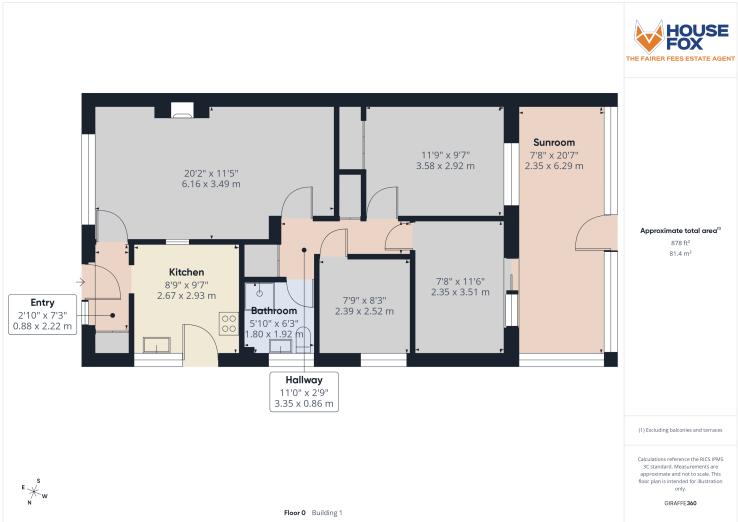 HOUSE
FOX
THE FAIRER FEES ESTATE AGENT
20'2" x 11'5"
6.16 x 3.49 m
11'9" x 9'7"
3.58 x 2.92 m
Sunroom
7'8" x 20'7"
2.35 x 6.29 m
Approximate total area(1)
878 ft²
81.4 m²
Kitchen
8'9" x 9'7"
2.67 x 2.93 m
7'8" x 11'6"
2.35 x 3.51 m
Entry
2'10" x 7'3"
0.88 x 2.22 m
Bathroom
5'10" x 6'3"
1.80 x 1.92 m
7'9" x 8'3"
2.39 x 2.52 m
Hallway
11'0" x 2'9"
3.35 x 0.86 m
(1) Excluding balconies and terraces
Calculations reference the RICS IPMS
3C standard. Measurements are
approximate and not to scale. This
floor plan is intended for illustration
only.
GIRAFFE360
S
E
W
N
Floor 0 Building 1